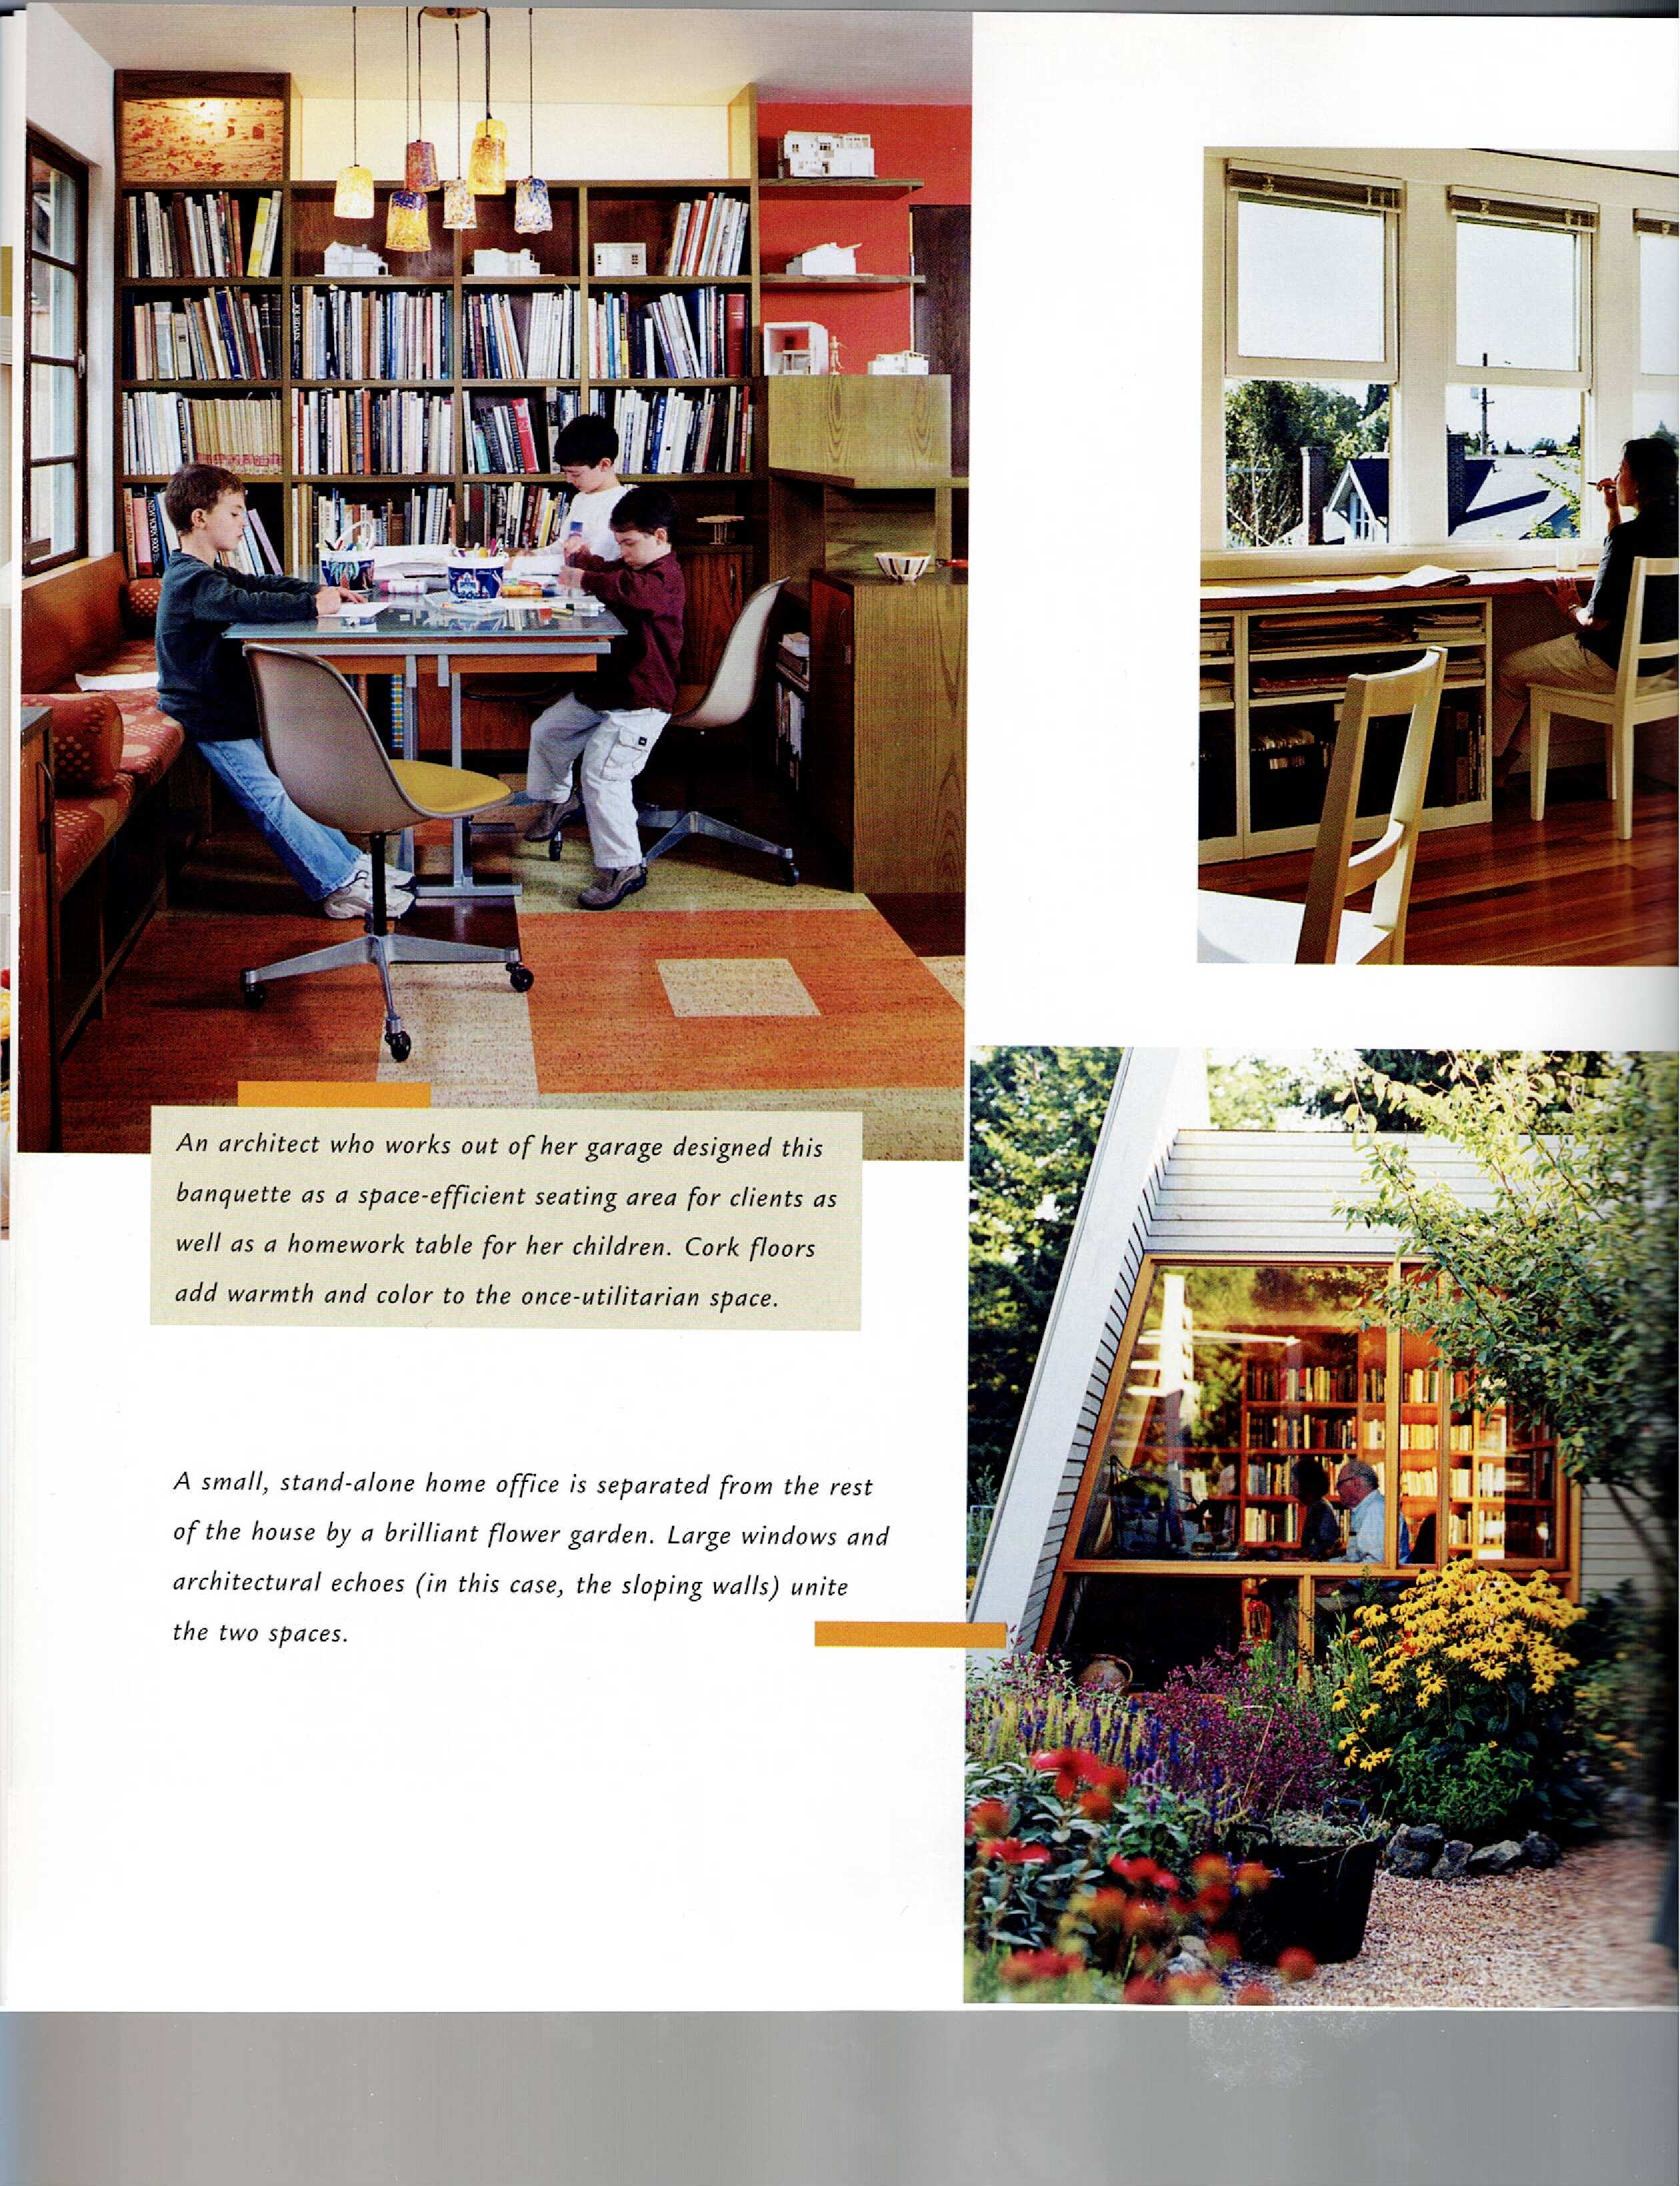 An architect who works out of her garage designed this
banquette as a space-efficient seating area for clients as
well as a homework table for her children. Cork floors
add warmth and color to the once-utilitarian space.
A small, stand-alone home office is separated from the rest
of the house by a brilliant flower garden. Large windows and
architectural echoes (in this case, the sloping walls) unite
the two spaces.